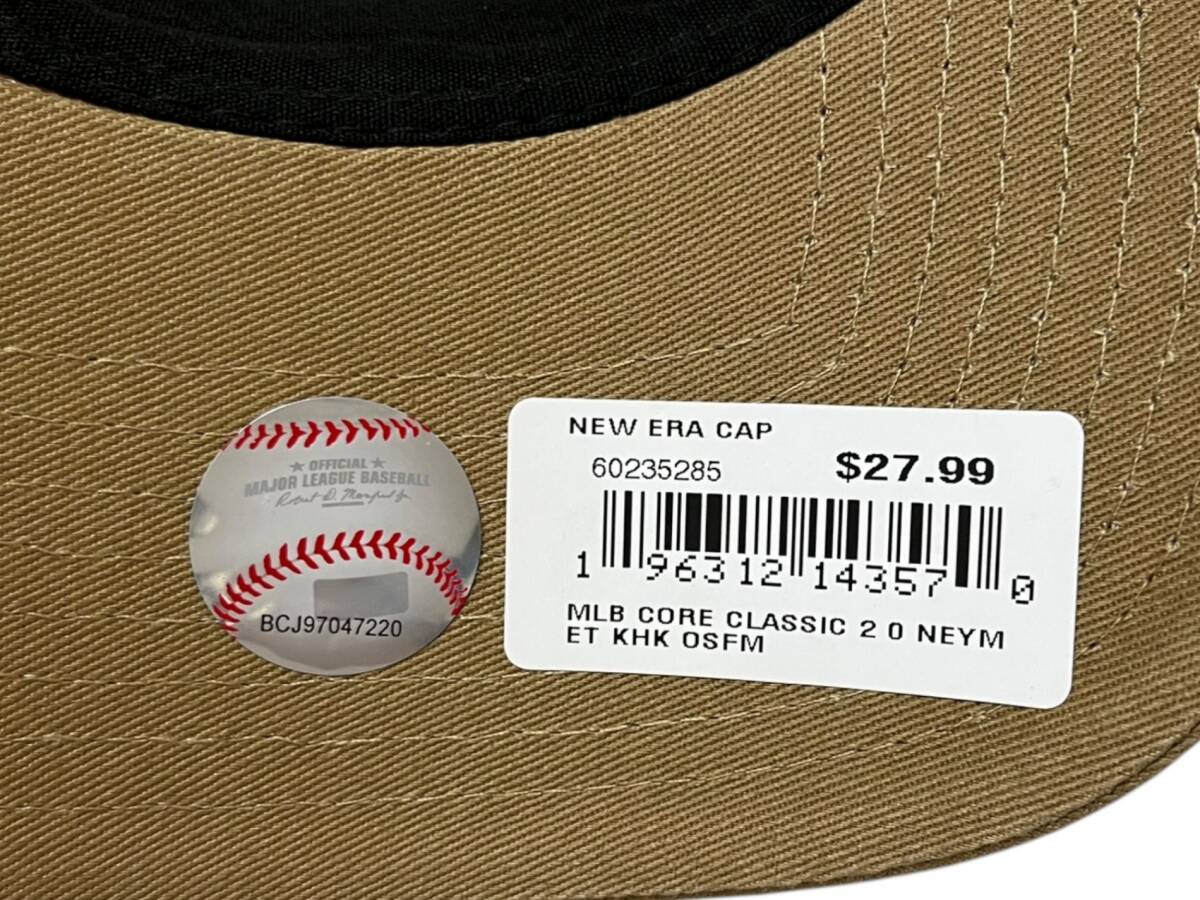 ★ OFFICIAL ★
MAJOR LEAGUE BASEBALL
BCJ97047220
NEW ERA CAP
60235285 $27.99
1 96312 14357 0
MLB CORE CLASSIC 2 0 NEYM
ET KHK OSFM